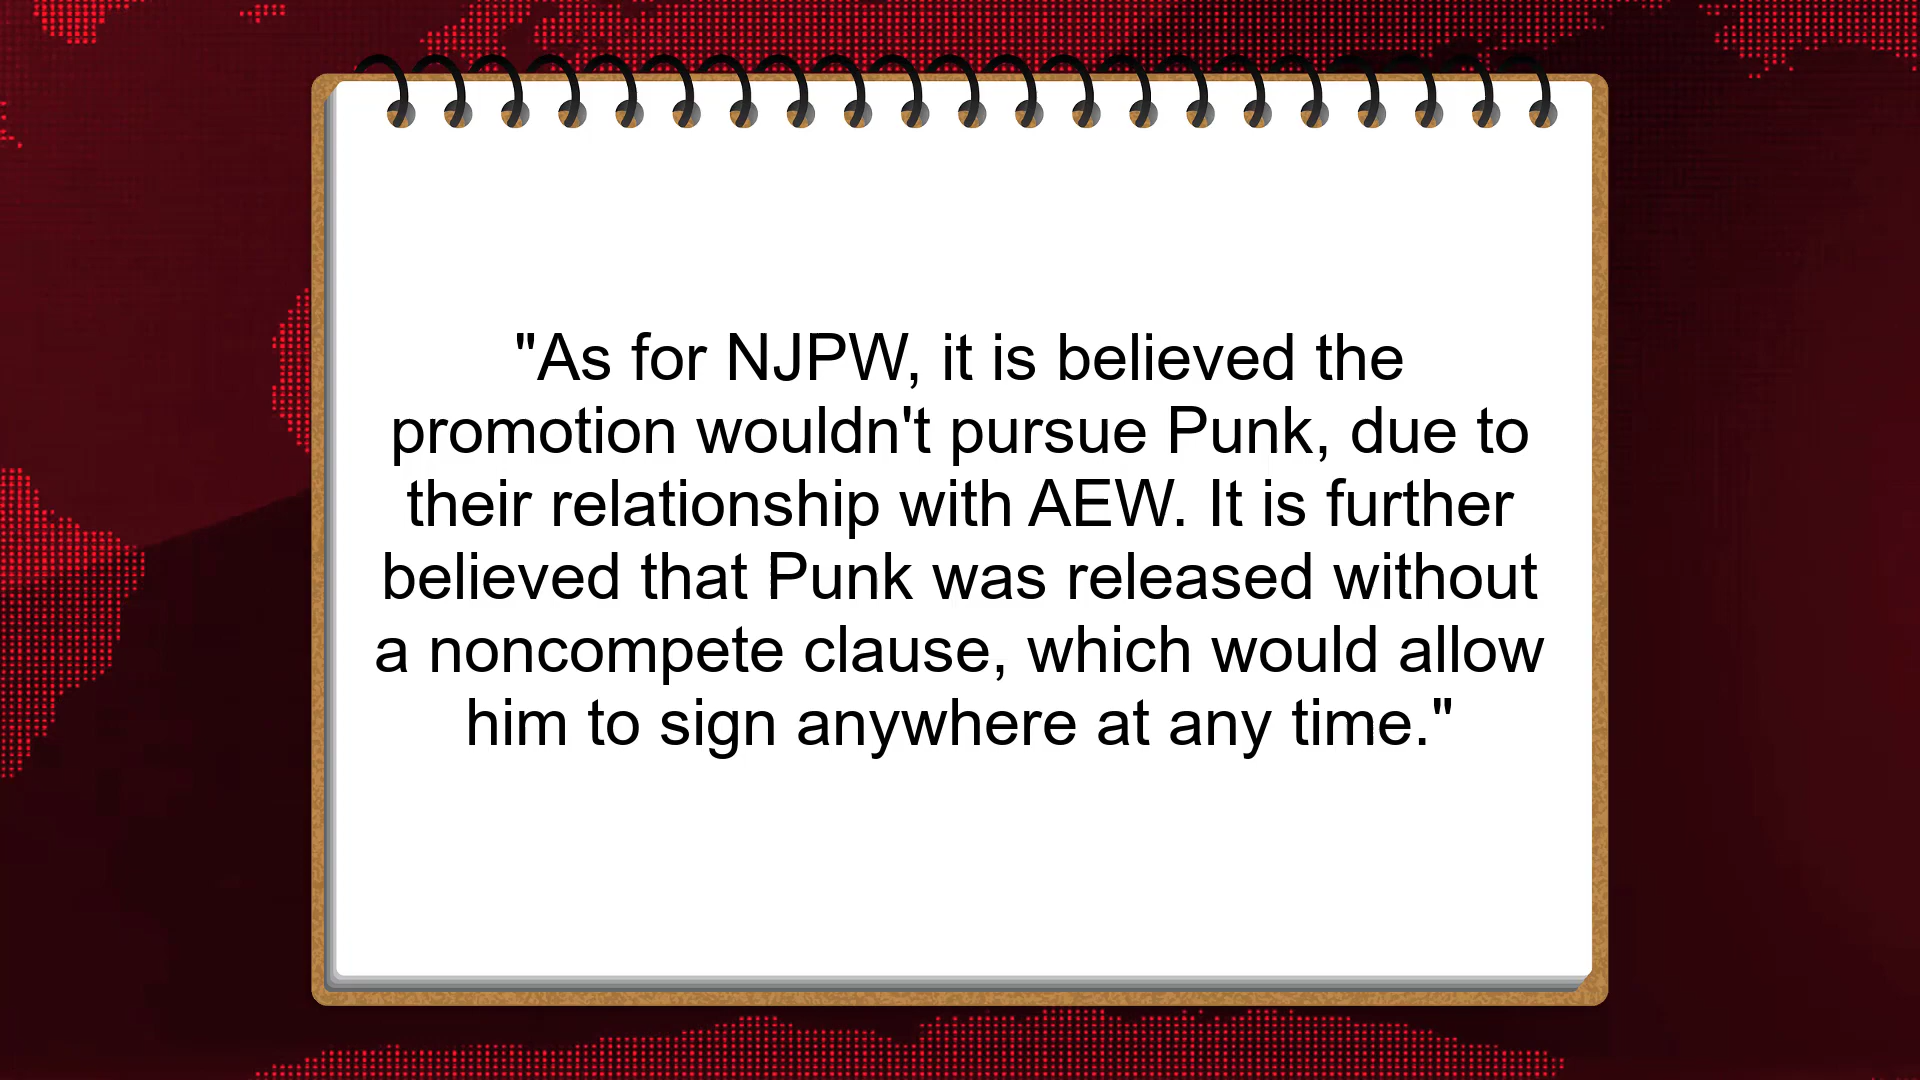 "As for NJPW, it is believed the
promotion wouldn't pursue Punk, due to
their relationship with AEW. It is further
believed that Punk was released without
a noncompete clause, which would allow
him to sign anywhere at any time."